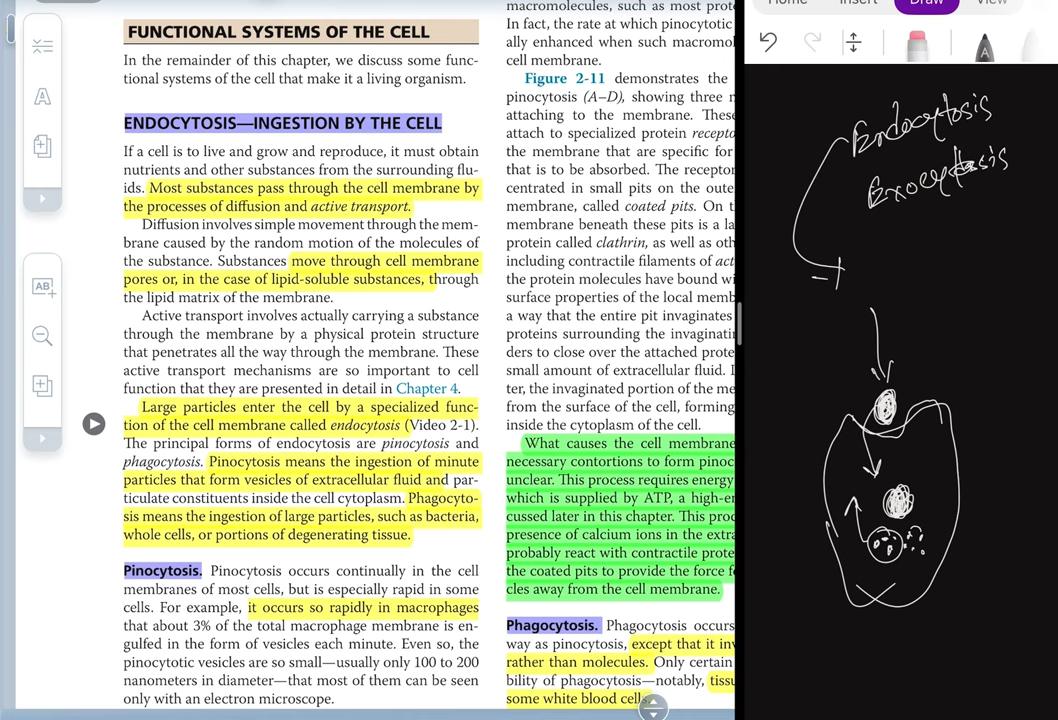 FUNCTIONAL SYSTEMS OF THE CELL
In the remainder of this chapter, we discuss some func-
tional systems of the cell that make it a living organism.
ENDOCYTOSIS—INGESTION BY THE CELL
If a cell is to live and grow and reproduce, it must obtain
nutrients and other substances from the surrounding flu-
ids. Most substances pass through the cell membrane by
the processes of diffusion and active transport.
Diffusion involves simple movement through the mem-
brane caused by the random motion of the molecules of
the substance. Substances move through cell membrane
pores or, in the case of lipid-soluble substances, through
the lipid matrix of the membrane.
Active transport involves actually carrying a substance
through the membrane by a physical protein structure
that penetrates all the way through the membrane. These
active transport mechanisms are so important to cell
function that they are presented in detail in Chapter 4.
Large particles enter the cell by a specialized func-
tion of the cell membrane called endocytosis (Video 2-1).
The principal forms of endocytosis are pinocytosis and
phagocytosis. Pinocytosis means the ingestion of minute
particles that form vesicles of extracellular fluid and par-
ticulate constituents inside the cell cytoplasm. Phagocyto-
sis means the ingestion of large particles, such as bacteria,
whole cells, or portions of degenerating tissue.
Pinocytosis. Pinocytosis occurs continually in the cell
membranes of most cells, but is especially rapid in some
cells. For example, it occurs so rapidly in macrophages
that about 3% of the total macrophage membrane is en-
gulfed in the form of vesicles each minute. Even so, the
pinocytotic vesicles are so small—usually only 100 to 200
nanometers in diameter—that most of them can be seen
only with an electron microscope.
macromolecules, such as most prote
In fact, the rate at which pinocytotic
ally enhanced when such macromol
cell membrane.
Figure 2-11 demonstrates the
pinocytosis (A–D), showing three
attaching to the membrane. These
attach to specialized protein recepto
the membrane that are specific for
that is to be absorbed. The receptor
centrated in small pits on the oute
membrane, called coated pits. On t
membrane beneath these pits is a la
protein called clathrin, as well as oth
including contractile filaments of act
the protein molecules have bound wi
surface properties of the local memb
a way that the entire pit invaginates
proteins surrounding the invaginatin
ders to close over the attached prote
small amount of extracellular fluid. I
ter, the invaginated portion of the me
from the surface of the cell, forming
inside the cytoplasm of the cell.
What causes the cell membrane
necessary contortions to form pinoc
unclear. This process requires energy
which is supplied by ATP, a high-en
cussed later in this chapter. This proc
presence of calcium ions in the extra
probably react with contractile prote
the coated pits to provide the force f
cles away from the cell membrane.
Phagocytosis. Phagocytosis occurs
way as pinocytosis, except that it inv
rather than molecules. Only certain
bility of phagocytosis—notably, tissu
some white blood cells.
Home Insert Draw View
Endocytosis
Exocytosis
A
AB
A